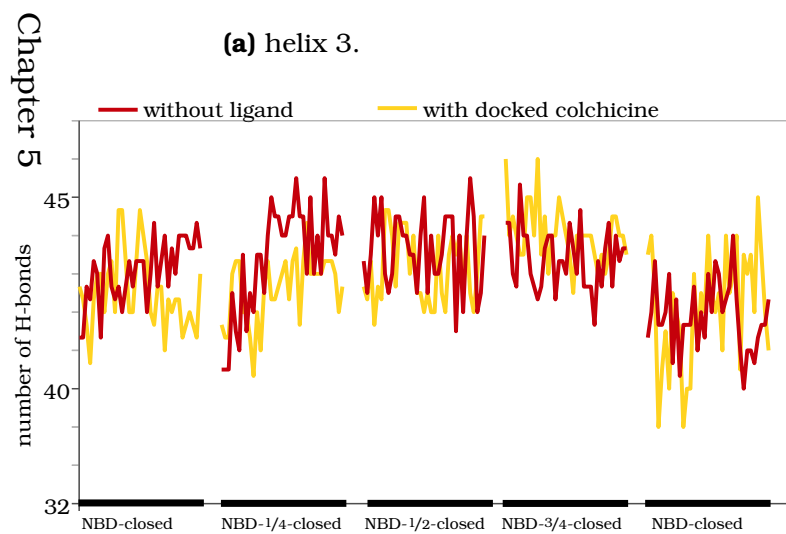 Chapter 5
(a) helix 3.
without ligand with docked colchicine
number of H-bonds
45
40
32
NBD-closed NBD-1/4-closed NBD-1/2-closed NBD-3/4-closed NBD-closed